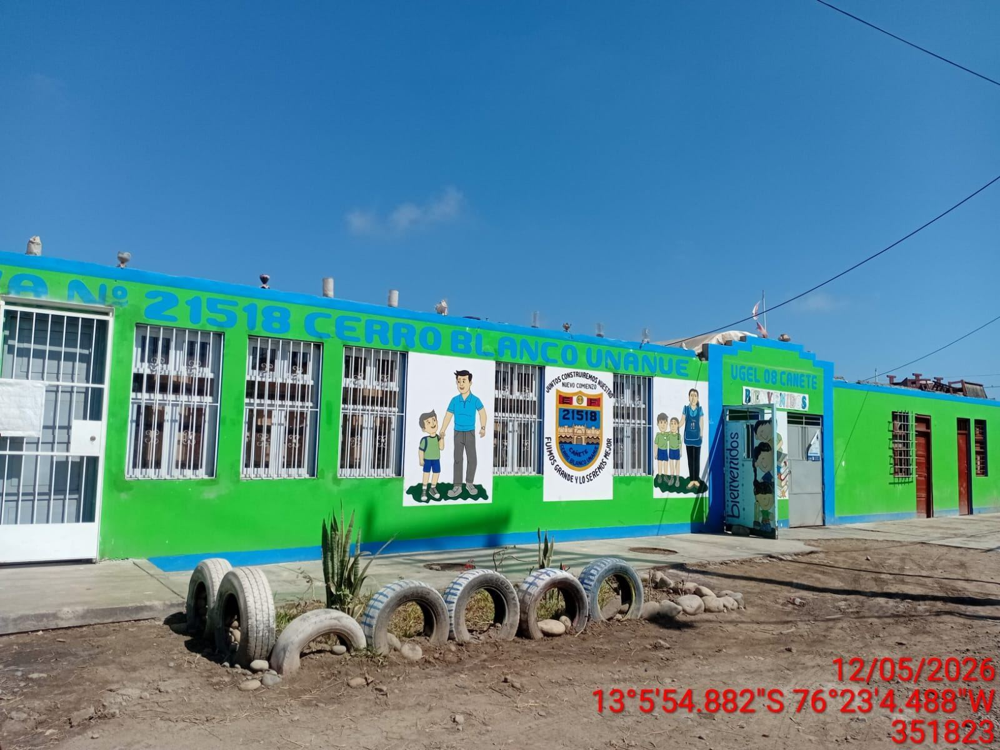 VA Nº 21518 CERRO BLANCO UNANUE
UGEL 08 CAÑETE
BIENVENIDOS
JUNTOS CONSTRUIREMOS NUESTRO
NUEVO COMIENZO
E F
21518
CAÑETE
CERRO BLANCO UNANUE
FUIMOS GRANDE Y LO SEREMOS MEJOR
bienvenidos
12/05/2026
13°5'54.882"S 76°23'4.488"W
351823